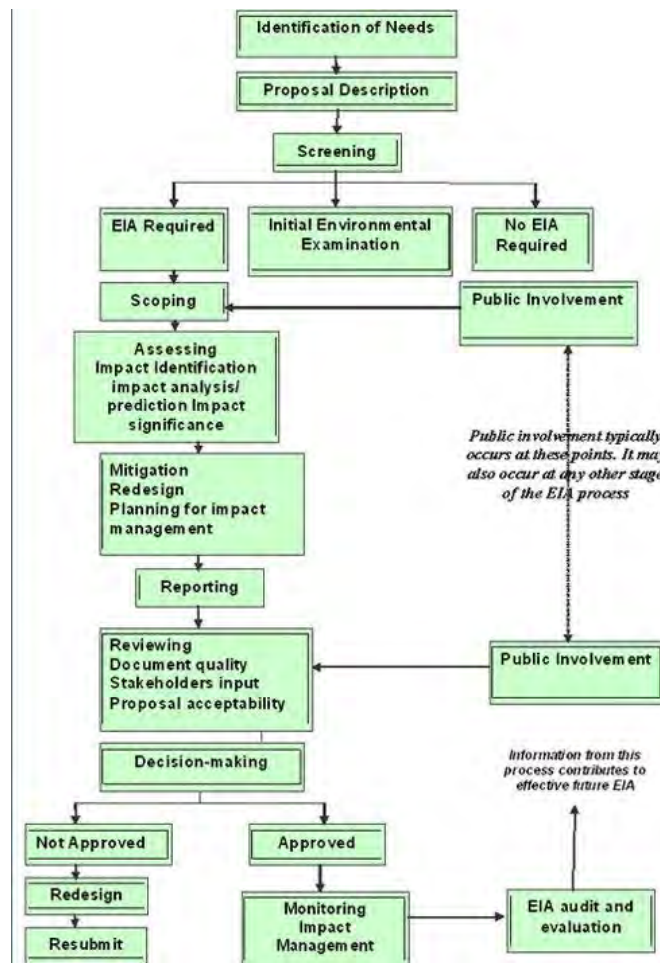 Identification of Needs
Proposal Description
Screening
EIA Required
Initial Environmental
Examination
No EIA
Required
Scoping
Public Involvement
Assessing
Impact Identification
impact analysis/
prediction Impact
significance
Public involvement typically
occurs at these points. It may
also occur at any other stage
of the EIA process
Mitigation
Redesign
Planning for impact
management
Reporting
Reviewing
Document quality
Stakeholders input
Proposal acceptability
Public Involvement
Decision-making
Information from this
process contributes to
effective future EIA
Not Approved
Approved
Redesign
Resubmit
Monitoring
Impact
Management
EIA audit and
evaluation